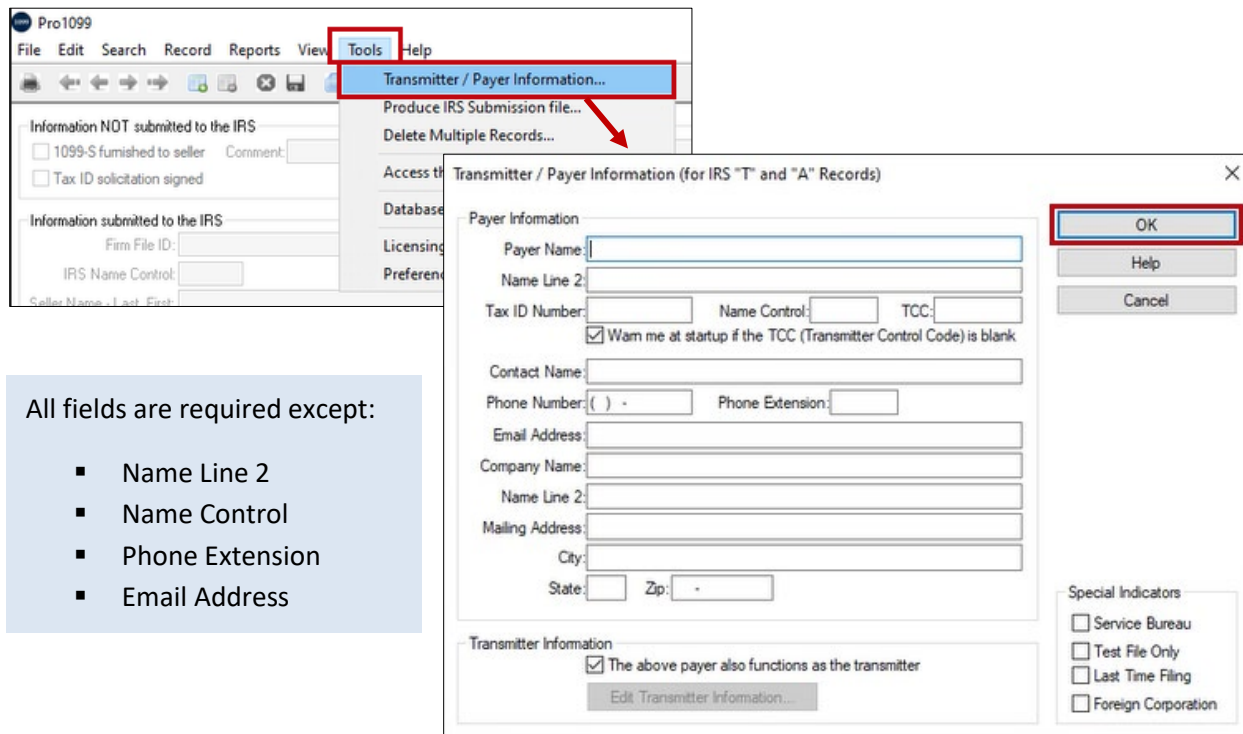 Pro1099
File Edit Search Record Reports View Tools Help
Transmitter / Payer Information...
Produce IRS Submission file...
Delete Multiple Records...
Access
Database
Licensing
Information NOT submitted to the IRS
1099-S furnished to seller Comment:
Tax ID solicitation signed
Information submitted to the IRS
Firm File ID:
IRS Name Control:
Seller Name - Last, First:
Transmitter / Payer Information (for IRS "T" and "A" Records)
Payer Information
Payer Name:
Name Line 2:
Tax ID Number: Name Control: TCC:
Warn me at startup if the TCC (Transmitter Control Code) is blank
Contact Name:
Phone Number: ( ) - Phone Extension:
Email Address:
Company Name:
Name Line 2:
Mailing Address:
City:
State: Zip: -
Transmitter Information
The above payer also functions as the transmitter
Edit Transmitter Information...
OK
Help
Cancel
Special Indicators
Service Bureau
Test File Only
Last Time Filing
Foreign Corporation
All fields are required except:
▪ Name Line 2
▪ Name Control
▪ Phone Extension
▪ Email Address